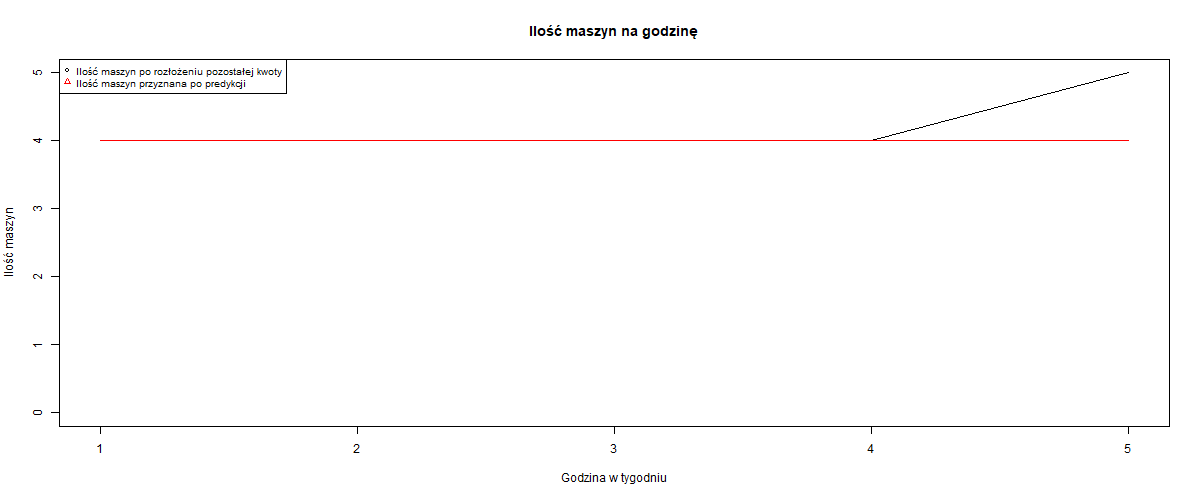 Ilość maszyn na godzinę
Ilość maszyn po rozłożeniu pozostałej kwoty
Ilość maszyn przyznana po predykcji
Ilość maszyn
5
4
3
2
1
0
1 2 3 4 5
Godzina w tygodniu